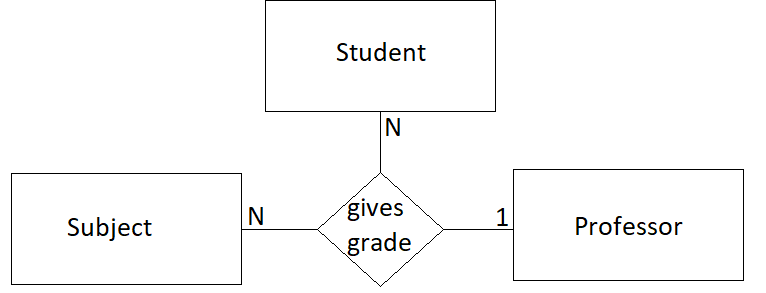 Student
N
Subject
N
gives
grade
1
Professor